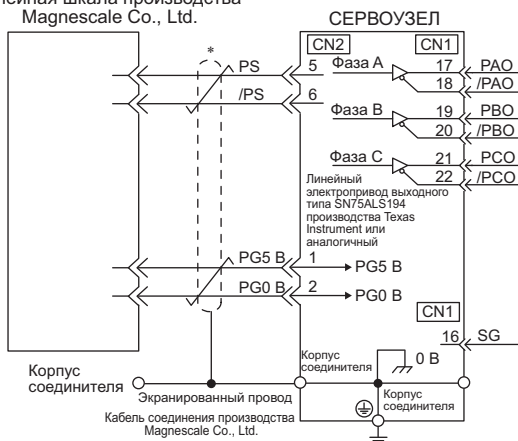 Magnescale Co., Ltd.
СЕРВОУЗЕЛ
CN2
CN1
*
PS
5
Фаза A
17
PAO
18
/PAO
/PS
6
Фаза B
19
PBO
20
/PBO
Фаза C
21
PCO
22
/PCO
Линейный
электропривод выходного
типа SN75ALS194
производства Texas
Instrument или
аналогичный
PG5 В
1
PG5 В
PG0 В
2
PG0 В
CN1
16
SG
0 В
Корпус
соединителя
Корпус
соединителя
Экранированный провод
Корпус
соединителя
Кабель соединения производства
Magnescale Co., Ltd.